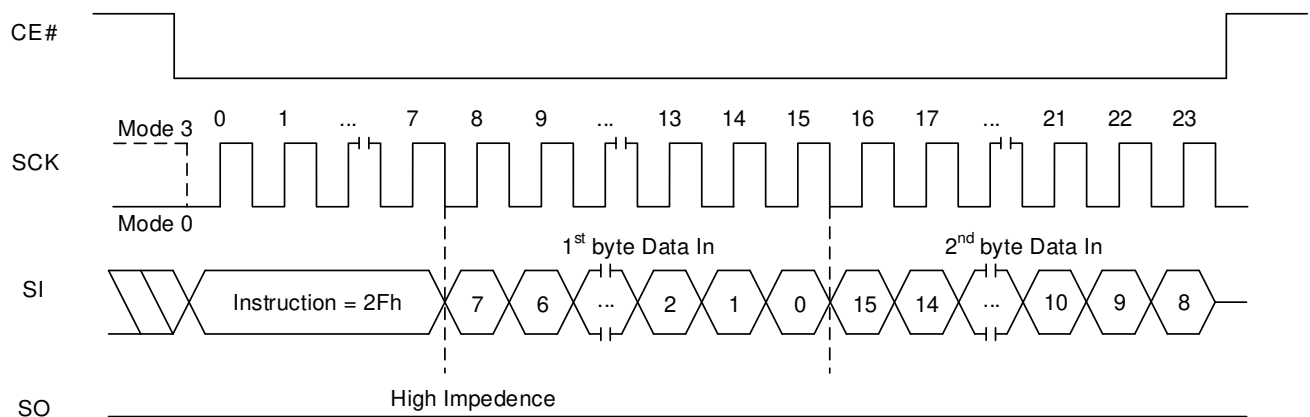 CE#
0 1 ... 7 8 9 ... 13 14 15 16 17 ... 21 22 23
Mode 3
SCK
Mode 0
1st byte Data In 2nd byte Data In
SI Instruction = 2Fh 7 6 ... 2 1 0 15 14 ... 10 9 8
High Impedence
SO